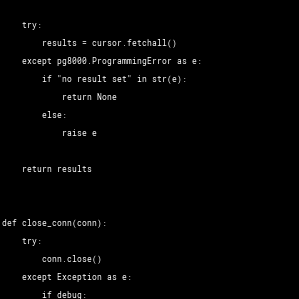 try:
results = cursor.fetchall()
except pg8000.ProgrammingError as e:
if "no result set" in str(e):
return None
else:
raise e
return results
def close_conn(conn):
try:
conn.close()
except Exception as e:
if debug: